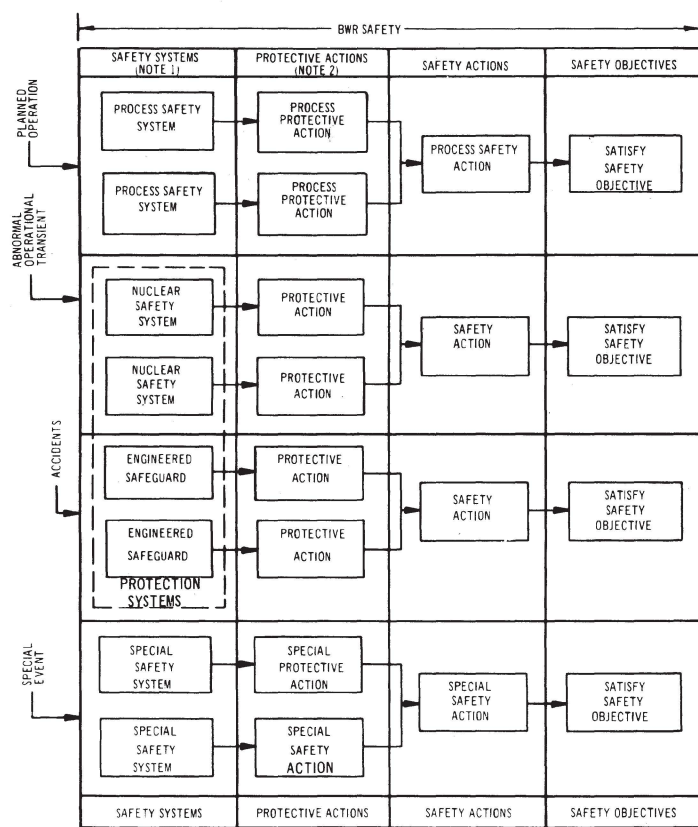 BWR SAFETY
SAFETY SYSTEMS
(NOTE 1)
PROTECTIVE ACTIONS
(NOTE 2)
SAFETY ACTIONS
SAFETY OBJECTIVES
PLANNED
OPERATION
PROCESS SAFETY
SYSTEM
PROCESS
PROTECTIVE
ACTION
PROCESS SAFETY
ACTION
SATISFY
SAFETY
OBJECTIVE
PROCESS SAFETY
SYSTEM
PROCESS
PROTECTIVE
ACTION
ABNORMAL
OPERATIONAL
TRANSIENT
NUCLEAR
SAFETY
SYSTEM
PROTECTIVE
ACTION
SAFETY
ACTION
SATISFY
SAFETY
OBJECTIVE
NUCLEAR
SAFETY
SYSTEM
PROTECTIVE
ACTION
ACCIDENTS
ENGINEERED
SAFEGUARD
PROTECTIVE
ACTION
SAFETY
ACTION
SATISFY
SAFETY
OBJECTIVE
ENGINEERED
SAFEGUARD
PROTECTIVE
ACTION
PROTECTION
SYSTEMS
SPECIAL
EVENT
SPECIAL
SAFETY
SYSTEM
SPECIAL
PROTECTIVE
ACTION
SPECIAL
SAFETY
ACTION
SATISFY
SAFETY
OBJECTIVE
SPECIAL
SAFETY
SYSTEM
SPECIAL
SAFETY
ACTION
SAFETY SYSTEMS
PROTECTIVE ACTIONS
SAFETY ACTIONS
SAFETY OBJECTIVES